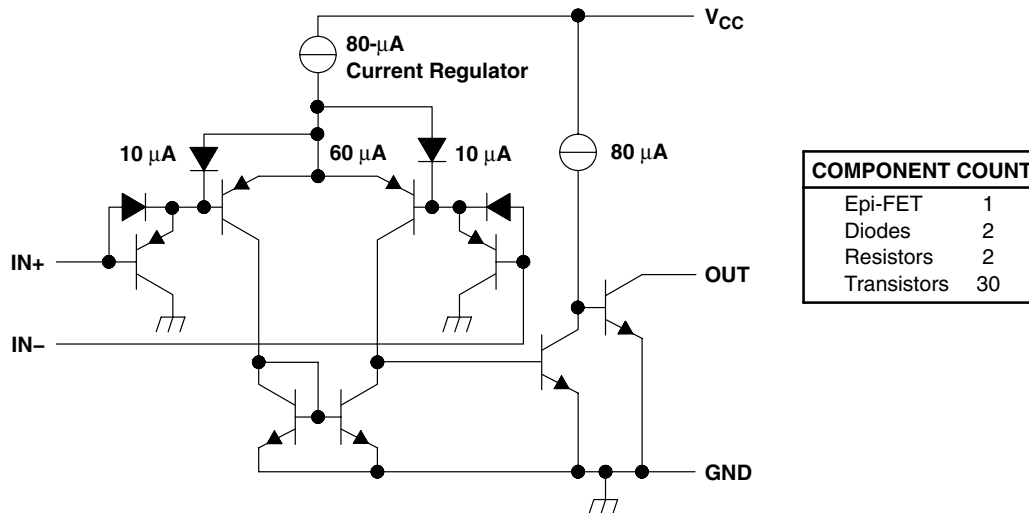 V_CC
80-μA
Current Regulator
10 μA
60 μA
10 μA
80 μA
IN+
OUT
IN−
GND
COMPONENT COUNT
Epi-FET 1
Diodes 2
Resistors 2
Transistors 30